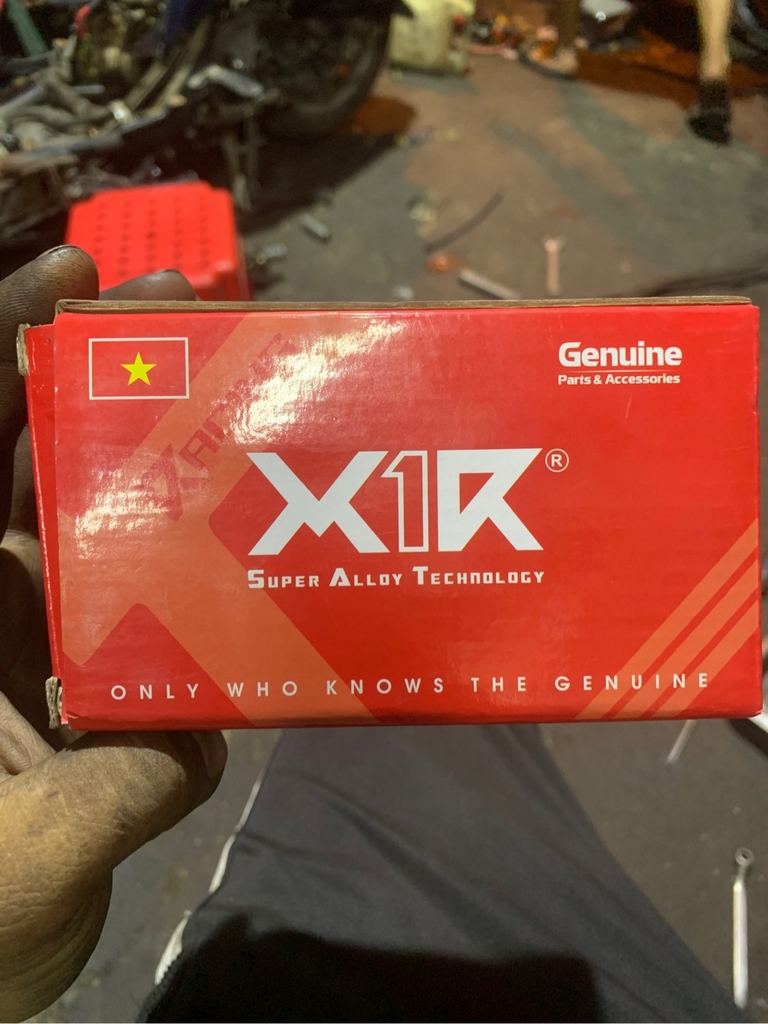 Genuine
Parts & Accessories
X1R®
SUPER ALLOY TECHNOLOGY
ONLY WHO KNOWS THE GENUINE